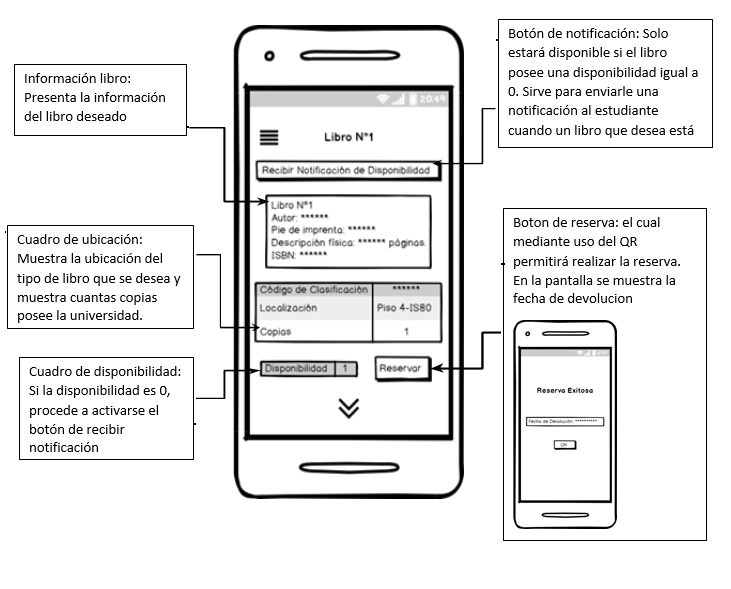 Botón de notificación: Solo
estará disponible si el libro
posee una disponibilidad igual a
0. Sirve para enviarle una
notificación al estudiante
cuando un libro que desea está
Información libro:
Presenta la información
del libro deseado
20:49
Libro N°1
Recibir Notificación de Disponibilidad
Libro N°1
Autor: ******
Pie de imprenta: ******
Descripción física: ****** páginas.
ISBN: ******
Boton de reserva: el cual
mediante uso del QR
permitirá realizar la reserva.
En la pantalla se muestra la
fecha de devolucion
Cuadro de ubicación:
Muestra la ubicación del
tipo de libro que se desea y
muestra cuantas copias
posee la universidad.
Código de Clasificación ******
Localización Piso 4-IS80
Copias 1
Cuadro de disponibilidad:
Si la disponibilidad es 0,
procede a activarse el
botón de recibir
notificación
Disponibilidad 1
Reservar
Reserva Exitosa
Fecha de Devolución: **********
OK